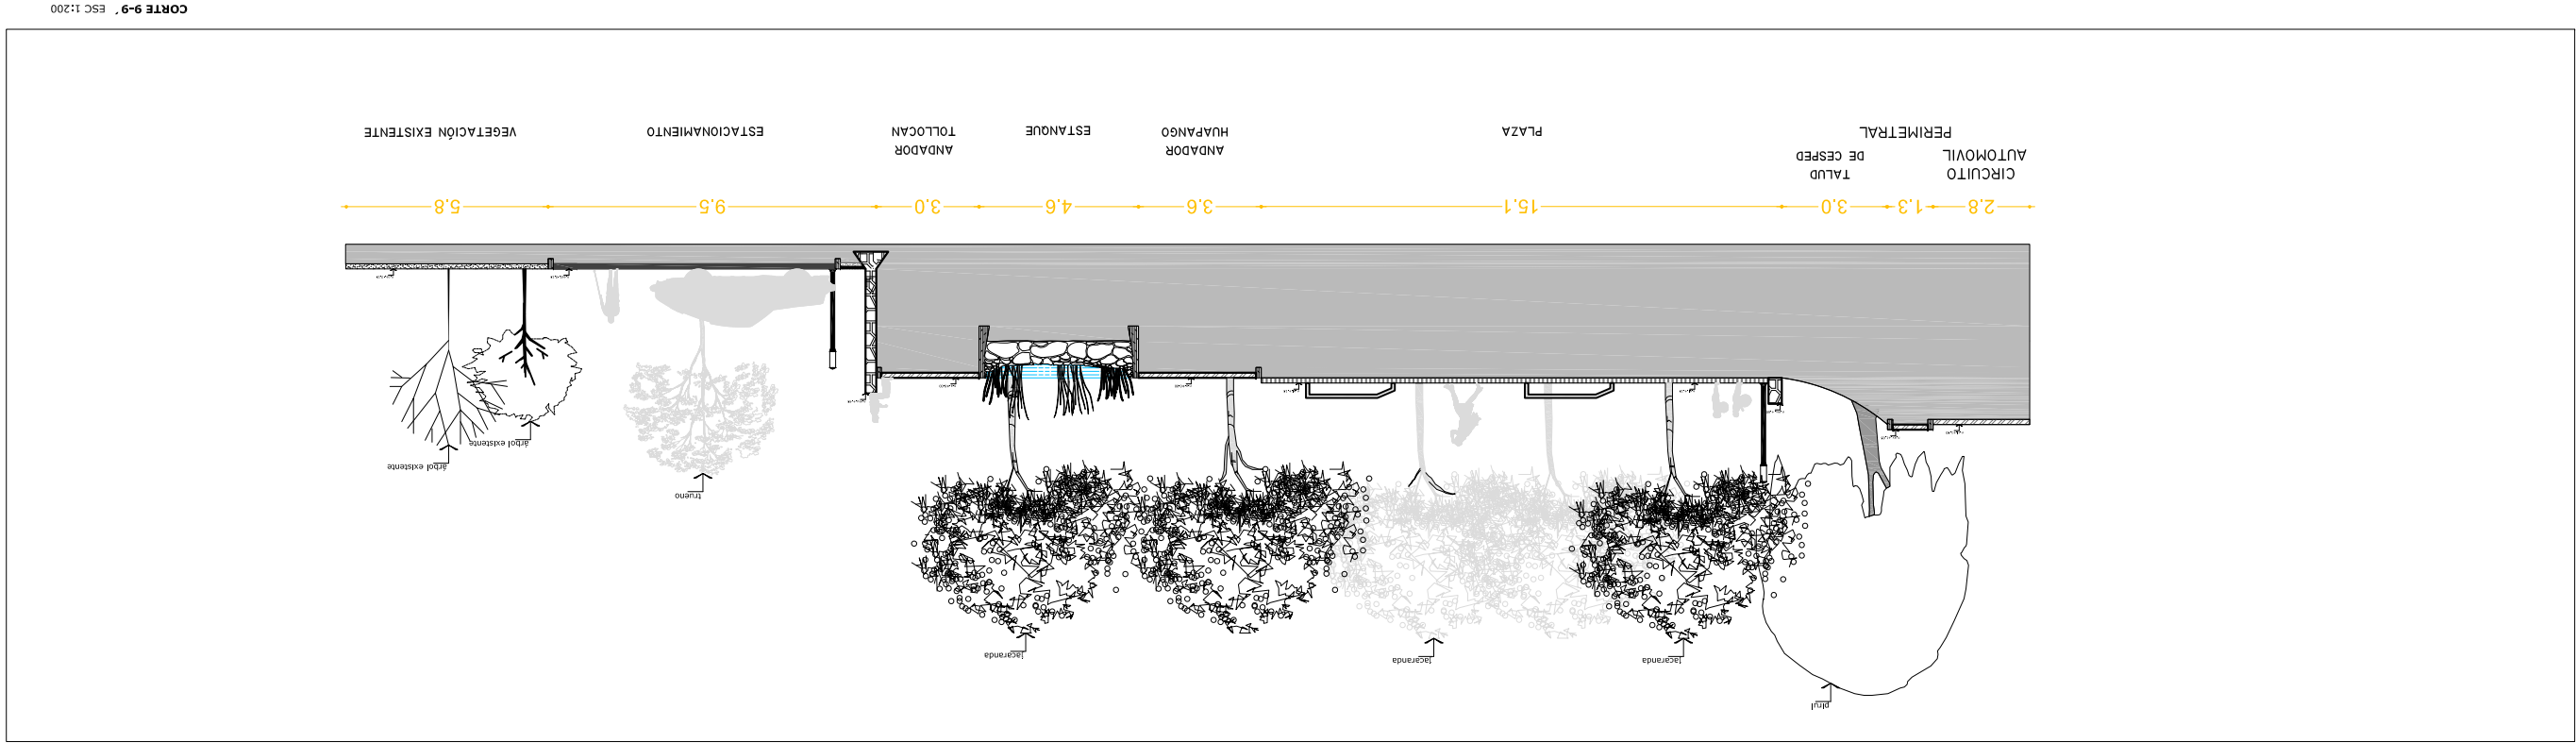 pirul
jacaranda
jacaranda
jacaranda
trueno
árbol existente
árbol existente
2.8 1.3 3.0 15.1 3.6 4.6 3.0 9.5 5.8
CIRCUITO
AUTOMOVIL
PERIMETRAL
TALUD
DE CESPED
PLAZA
ANDADOR
HUAPANGO
ESTANQUE
ANDADOR
TOLLOCAN
ESTACIONAMIENTO
VEGETACIÓN EXISTENTE
CORTE 9-9´ ESC 1:200